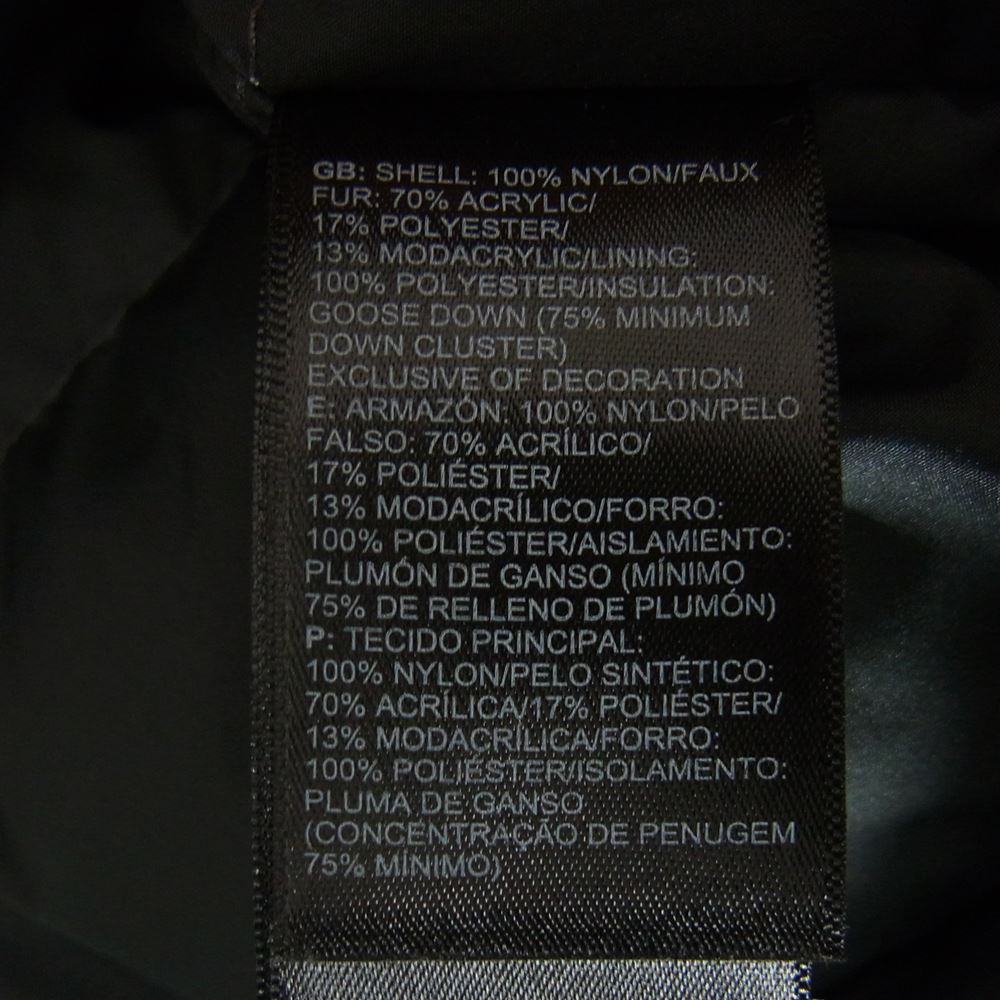 GB: SHELL: 100% NYLON/FAUX
FUR: 70% ACRYLIC/
17% POLYESTER/
13% MODACRYLIC/LINING:
100% POLYESTER/INSULATION:
GOOSE DOWN (75% MINIMUM
DOWN CLUSTER)
EXCLUSIVE OF DECORATION
E: ARMAZÓN: 100% NYLON/PELO
FALSO: 70% ACRÍLICO/
17% POLIÉSTER/
13% MODACRÍLICO/FORRO:
100% POLIÉSTER/AISLAMIENTO:
PLUMÓN DE GANSO (MÍNIMO
75% DE RELLENO DE PLUMÓN)
P: TECIDO PRINCIPAL:
100% NYLON/PELO SINTÉTICO:
70% ACRÍLICA/17% POLIÉSTER/
13% MODACRÍLICA/FORRO:
100% POLIÉSTER/ISOLAMENTO:
PLUMA DE GANSO
(CONCENTRAÇÃO DE PENUGEM
75% MÍNIMO)